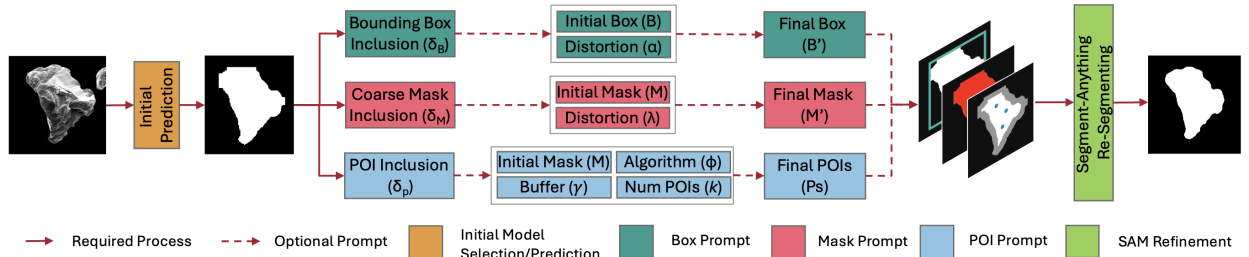 Initial
Prediction
Bounding Box
Inclusion (δB)
Initial Box (B)
Distortion (α)
Final Box
(B’)
Coarse Mask
Inclusion (δM)
Initial Mask (M)
Distortion (λ)
Final Mask
(M’)
POI Inclusion
(δp)
Initial Mask (M)
Algorithm (ϕ)
Buffer (γ)
Num POIs (k)
Final POIs
(Ps)
Segment-Anything
Re-Segmenting
Required Process
Optional Prompt
Initial Model
Selection/Prediction
Box Prompt
Mask Prompt
POI Prompt
SAM Refinement